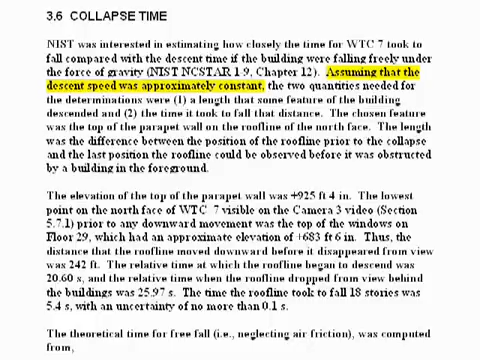 3.6 COLLAPSE TIME
NIST was interested in estimating how closely the time for WTC 7 took to
fall compared with the descent time if the building were falling freely under
the force of gravity (NIST NCSTAR 1-9, Chapter 12). Assuming that the
descent speed was approximately constant, the two quantities needed for
the determinations were (1) a length that some feature of the building
descended and (2) the time it took to fall that distance. The chosen feature
was the top of the parapet wall on the roofline of the north face. The length
was the difference between the position of the roofline prior to the collapse
and the last position the roofline could be observed before it was obstructed
by a building in the foreground.
The elevation of the top of the parapet wall was +925 ft 4 in. The lowest
point on the north face of WTC 7 visible on the Camera 3 video (Section
5.7.1) prior to any downward movement was the top of the windows on
Floor 29, which had an approximate elevation of +683 ft 6 in. Thus, the
distance that the roofline moved downward before it disappeared from view
was 242 ft. The relative time at which the roofline began to descend was
20.60 s, and the relative time when the roofline dropped from view behind
the buildings was 25.97 s. The time the roofline took to fall 18 stories was
5.4 s, with an uncertainty of no more than 0.1 s.
The theoretical time for free fall (i.e., neglecting air friction), was computed
from,